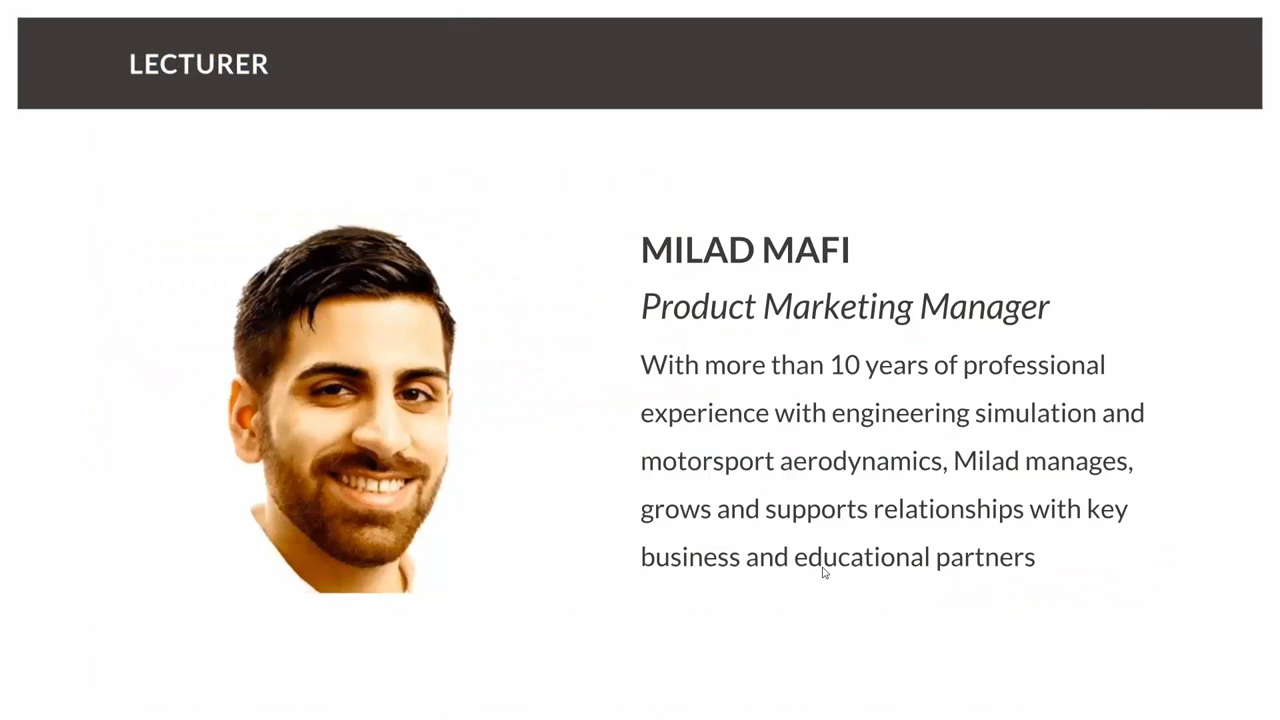 LECTURER
MILAD MAFI
Product Marketing Manager
With more than 10 years of professional
experience with engineering simulation and
motorsport aerodynamics, Milad manages,
grows and supports relationships with key
business and educational partners